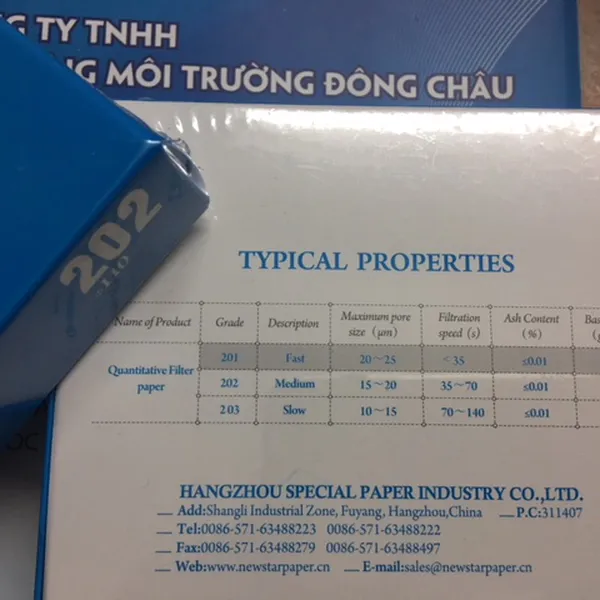 TY TNHH
MÔI TRƯỜNG ĐÔNG CHÂU
202
TYPICAL PROPERTIES
Name of Product Grade Description Maximum pore size (μm) Filtration speed (s) Ash Content (%)
Quantitative Filter paper
201 Fast 20~25 <35 ≤0.01
202 Medium 15~20 35~70 ≤0.01
203 Slow 10~15 70~140 ≤0.01
HANGZHOU SPECIAL PAPER INDUSTRY CO.,LTD.
Add:Shangli Industrial Zone, Fuyang, Hangzhou,China P.C:311407
Tel:0086-571-63488223 0086-571-63488222
Fax:0086-571-63488279 0086-571-63488497
Web:www.newstarpaper.cn E-mail:sales@newstarpaper.cn